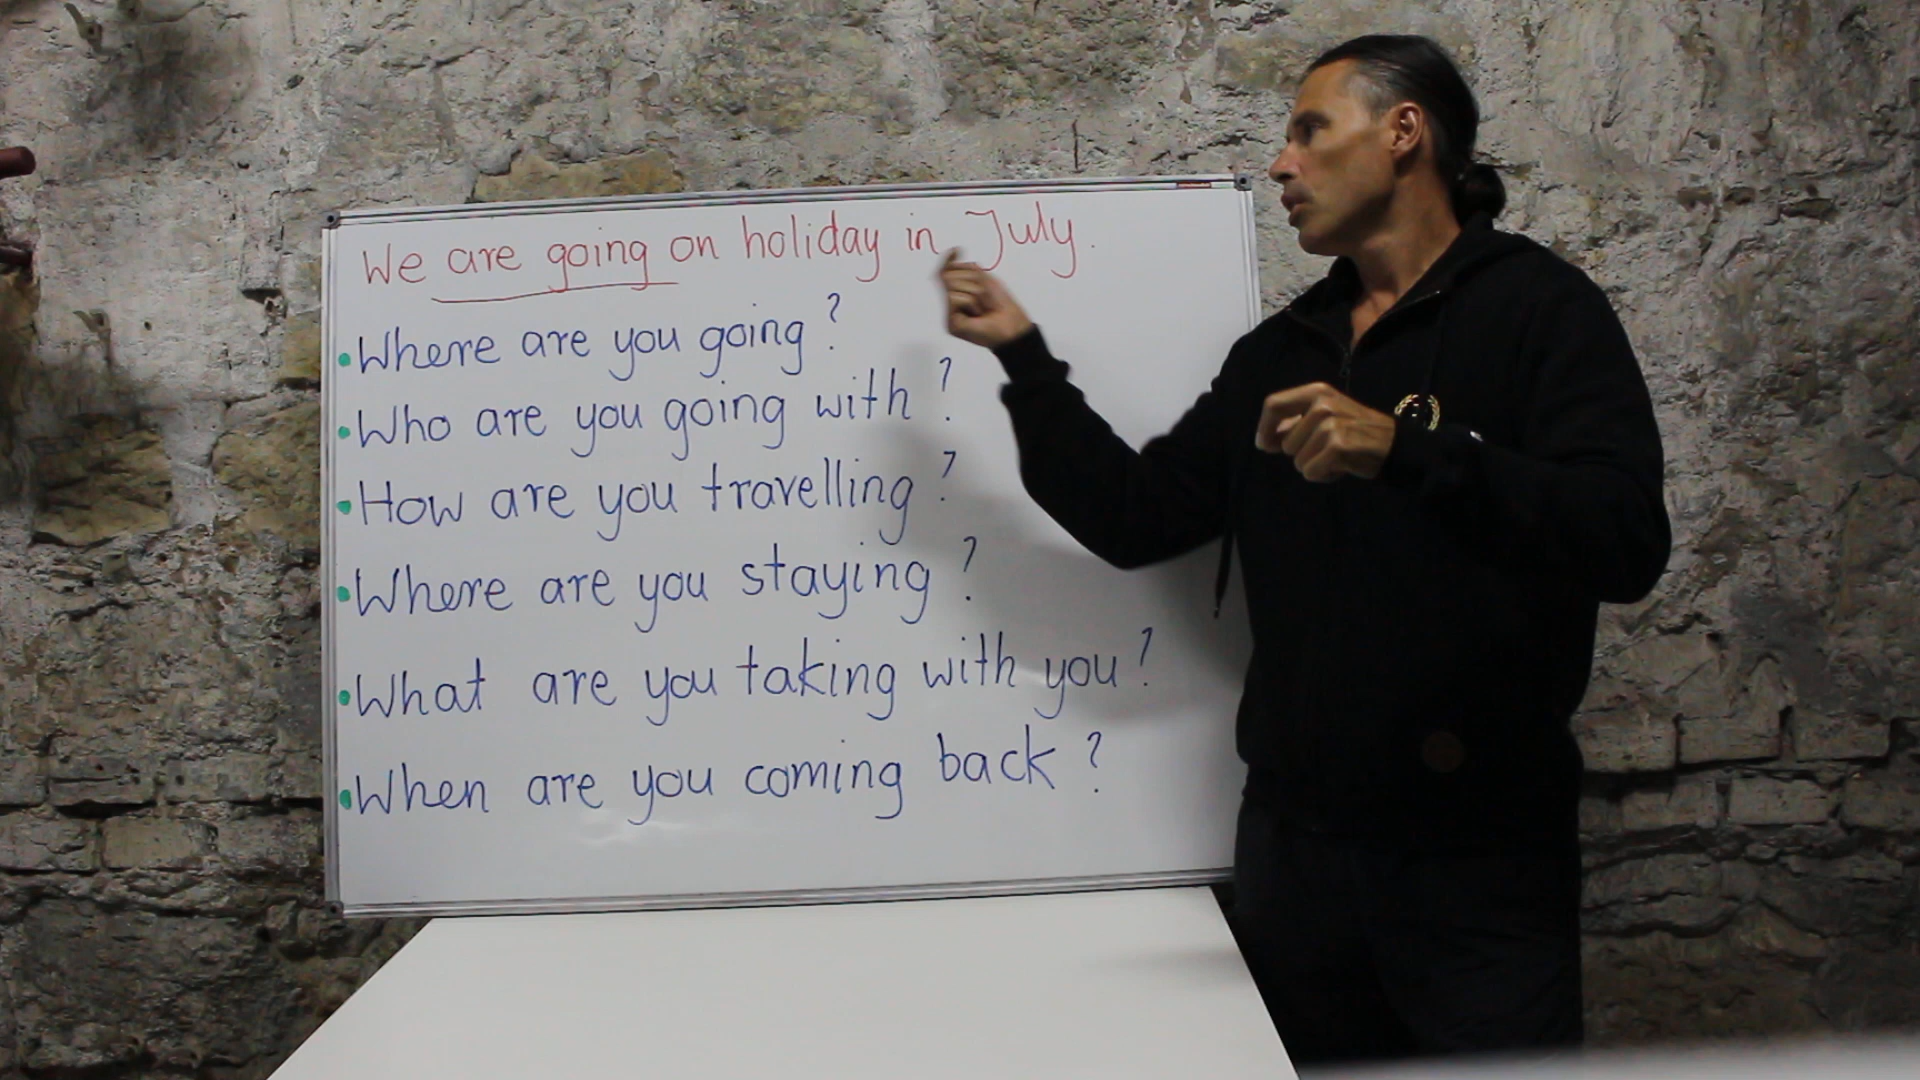 We are going on holiday in July.
•Where are you going?
•Who are you going with?
•How are you travelling?
•Where are you staying?
•What are you taking with you?
•When are you coming back?